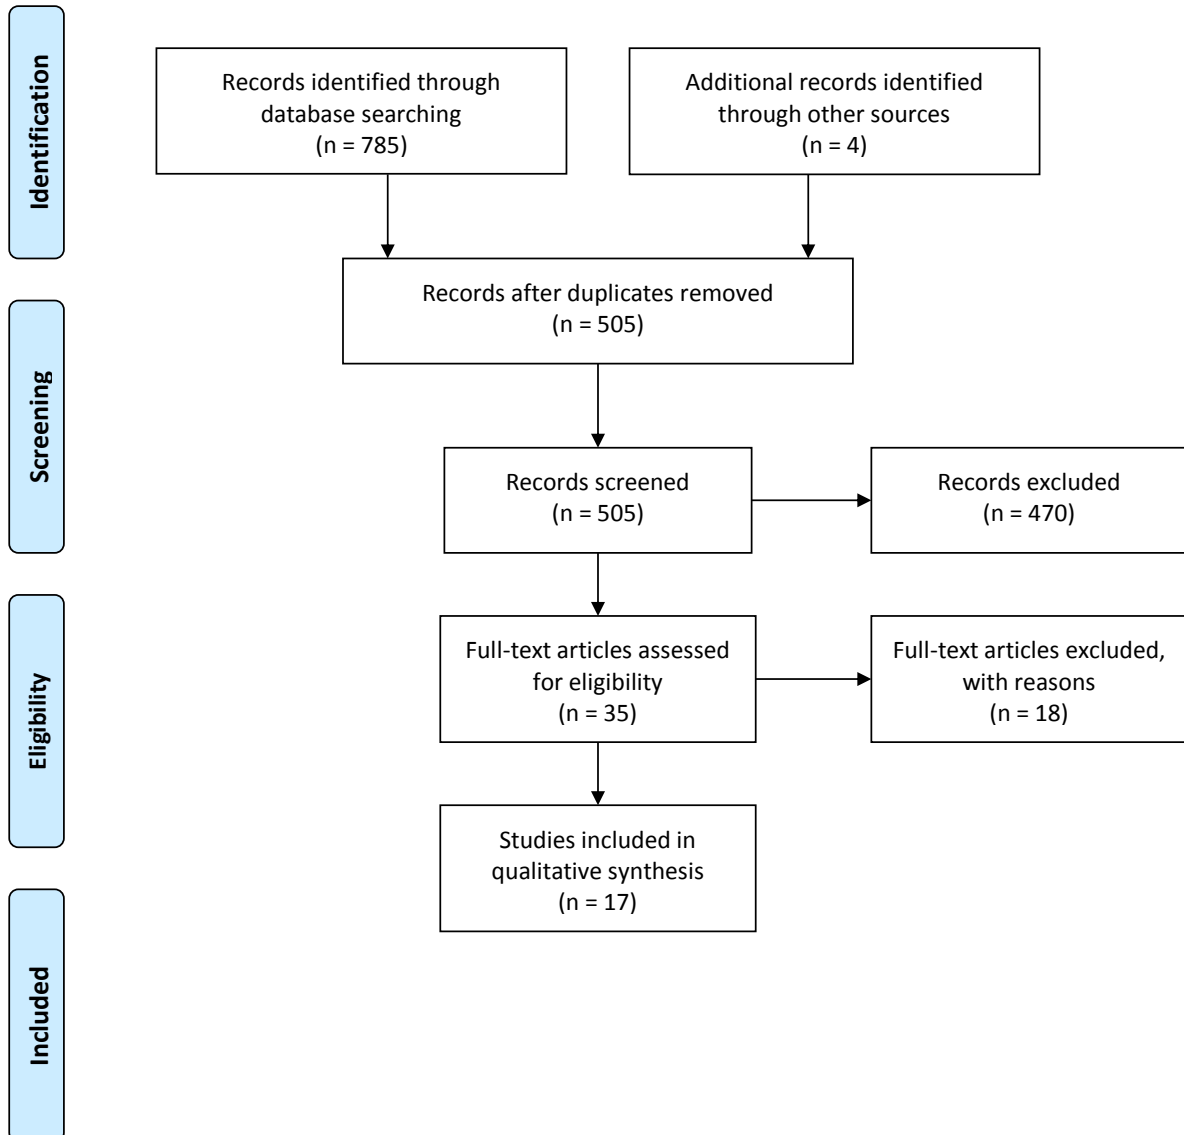 Identification
Records identified through
database searching
(n = 785)
Additional records identified
through other sources
(n = 4)
Records after duplicates removed
(n = 505)
Screening
Records screened
(n = 505)
Records excluded
(n = 470)
Eligibility
Full-text articles assessed
for eligibility
(n = 35)
Full-text articles excluded,
with reasons
(n = 18)
Studies included in
qualitative synthesis
(n = 17)
Included